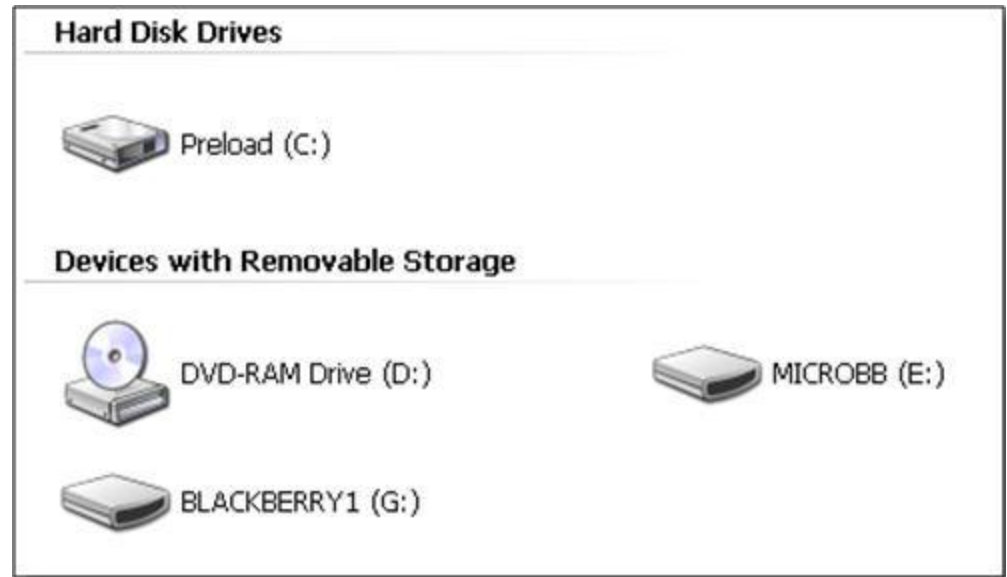 Hard Disk Drives
Preload (C:)
Devices with Removable Storage
DVD-RAM Drive (D:)
MICROBB (E:)
BLACKBERRY1 (G:)